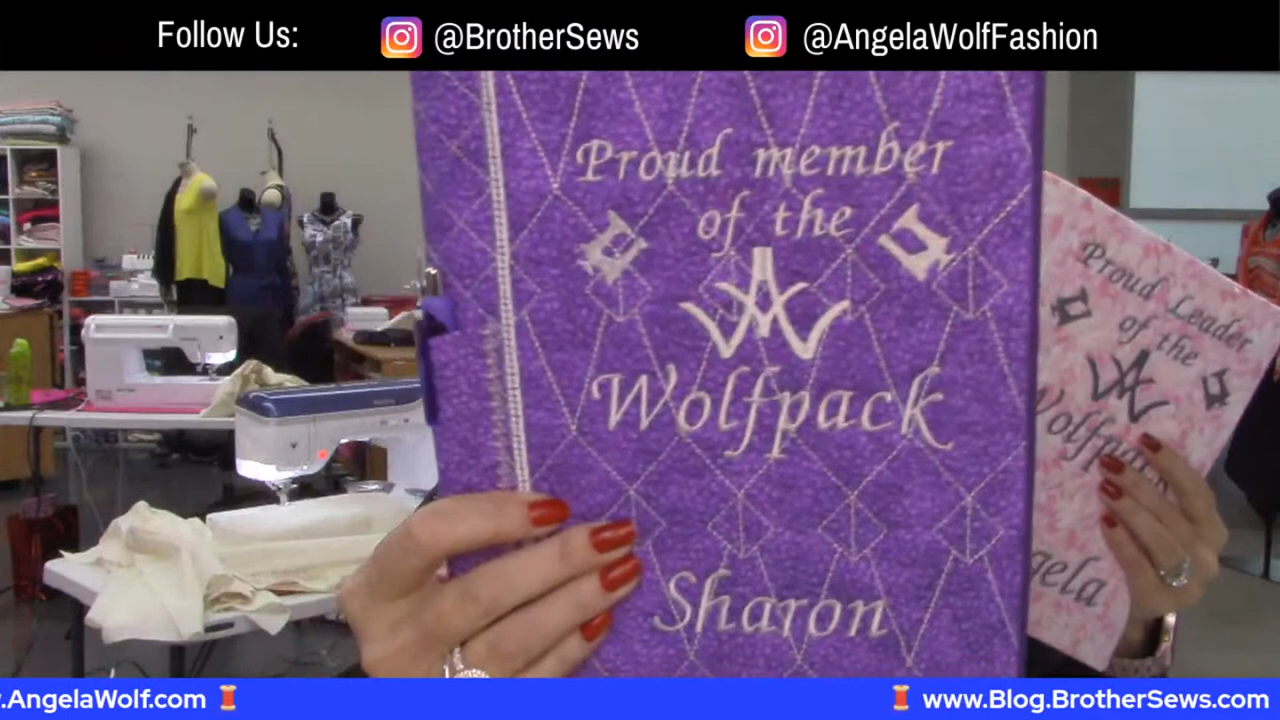 Follow Us: @BrotherSews @AngelaWolfFashion
Proud member
of the
Wolfpack
Sharon
Proud Leader
of the
Wolfpack
.AngelaWolf.com www.Blog.BrotherSews.com